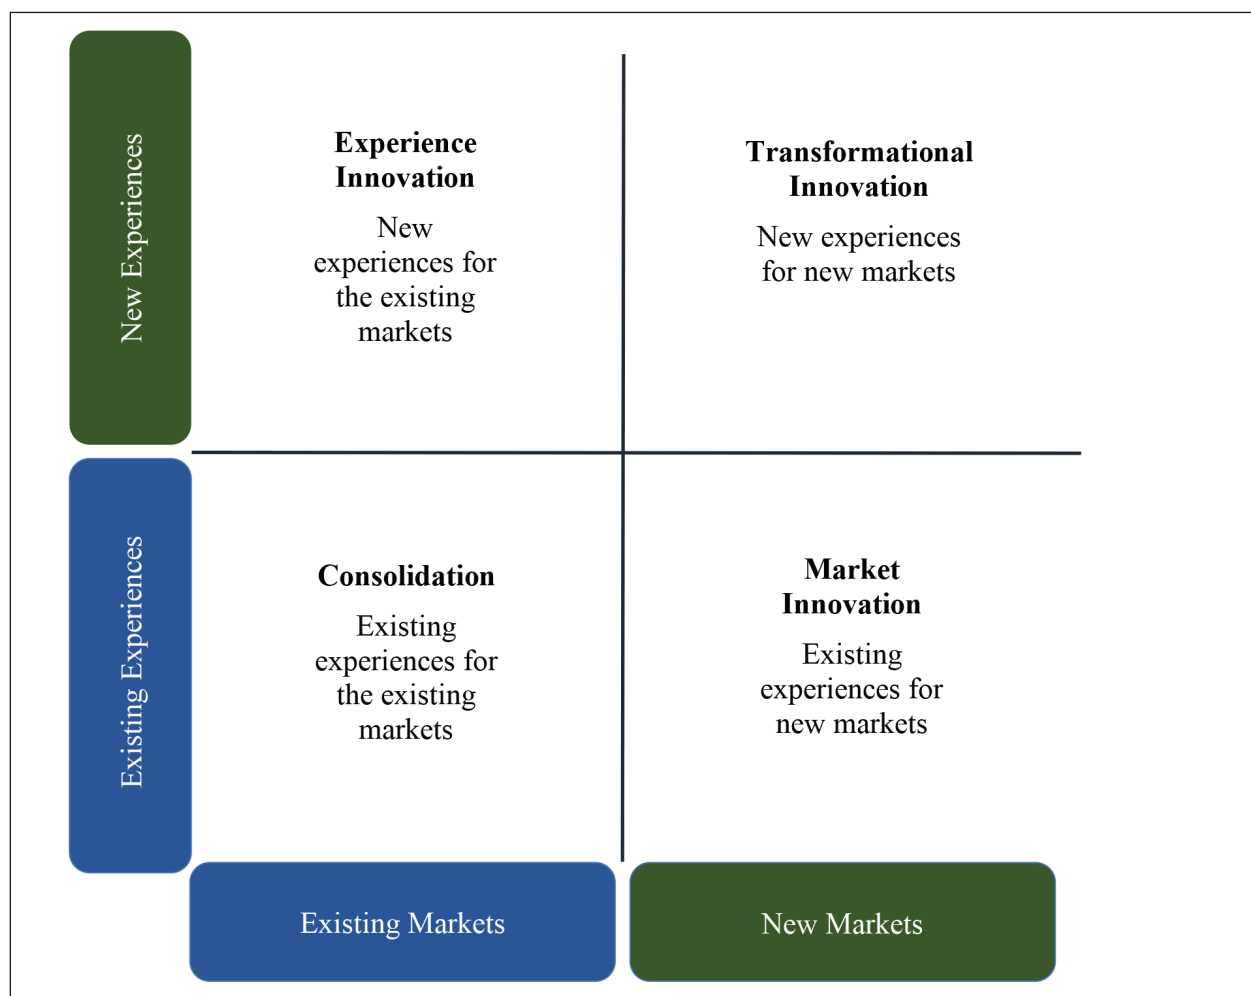 New Experiences
Experience
Innovation
New
experiences for
the existing
markets
Transformational
Innovation
New experiences
for new markets
Existing Experiences
Consolidation
Existing
experiences for
the existing
markets
Market
Innovation
Existing
experiences for
new markets
Existing Markets
New Markets